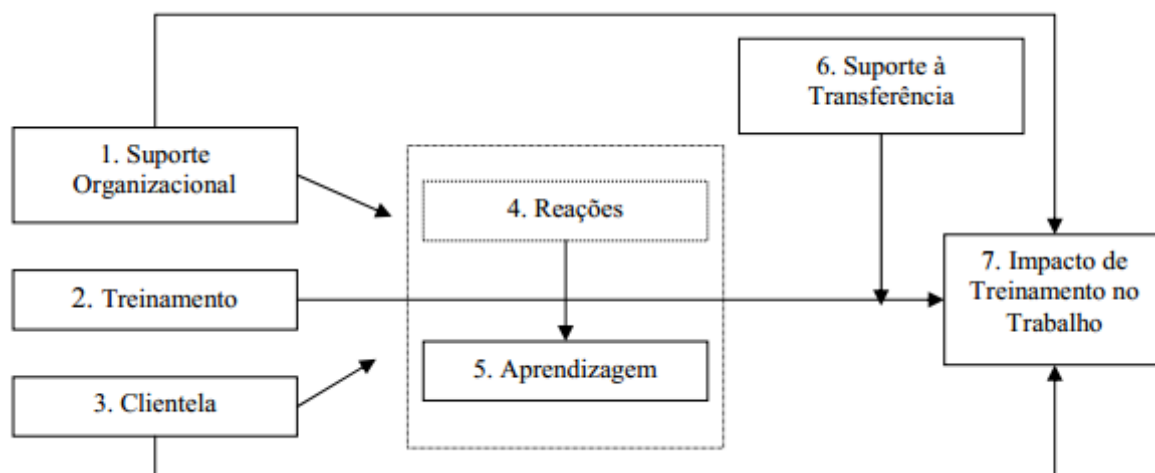 1. Suporte
Organizacional
2. Treinamento
3. Clientela
4. Reações
5. Aprendizagem
6. Suporte à
Transferência
7. Impacto de
Treinamento no
Trabalho